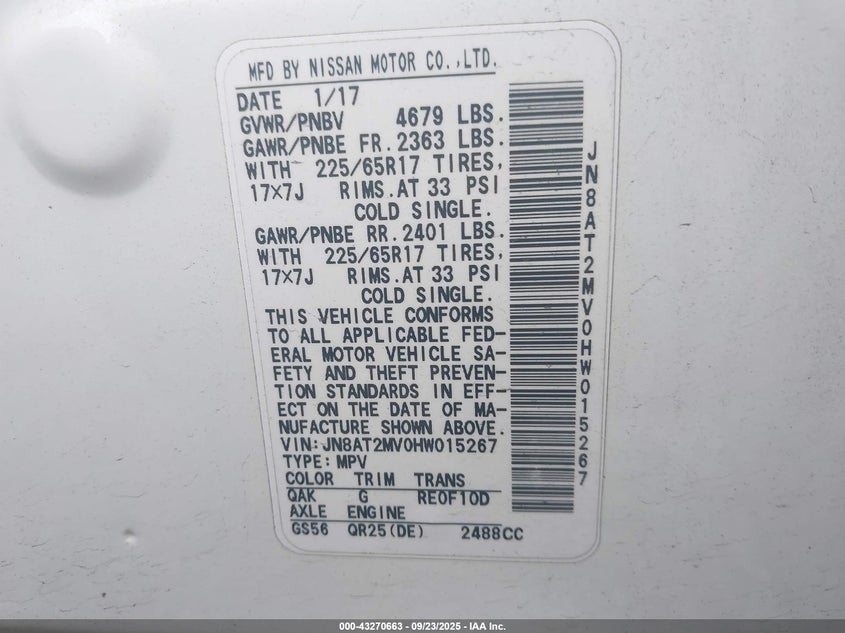 MFD BY NISSAN MOTOR CO.,LTD.
DATE 1/17
GVWR/PNBV 4679 LBS.
GAWR/PNBE FR.2363 LBS.
WITH 225/65R17 TIRES,
17×7J RIMS.AT 33 PSI
COLD SINGLE.
GAWR/PNBE RR.2401 LBS.
WITH 225/65R17 TIRES,
17×7J RIMS.AT 33 PSI
COLD SINGLE.
THIS VEHICLE CONFORMS
TO ALL APPLICABLE FED-
ERAL MOTOR VEHICLE SA-
FETY AND THEFT PREVEN-
TION STANDARDS IN EFF-
ECT ON THE DATE OF MA-
NUFACTURE SHOWN ABOVE.
VIN:JN8AT2MV0HW015267
TYPE:MPV
COLOR TRIM TRANS
QAK G RE0F10D
AXLE ENGINE
GS56 QR25(DE) 2488CC
JN8AT2MV0HW015267
000-43270663 - 09/23/2025 - IAA Inc.